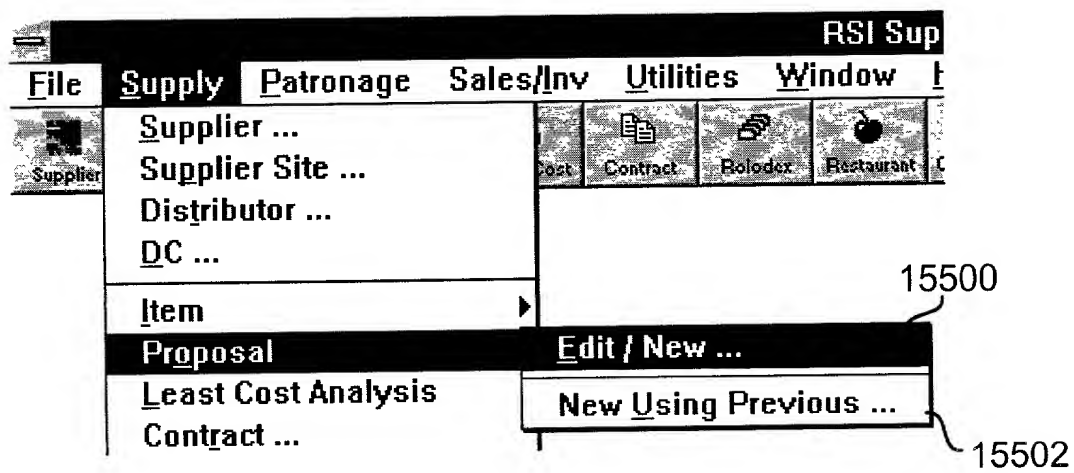 RSI Sup
File Supply Patronage Sales/Inv Utilities Window
Supplier Cost Contract Rolodex Restaurant
Supplier ...
Supplier Site ...
Distributor ...
DC ...
15500
Item
Proposal Edit / New ...
Least Cost Analysis New Using Previous ...
Contract ...
15502